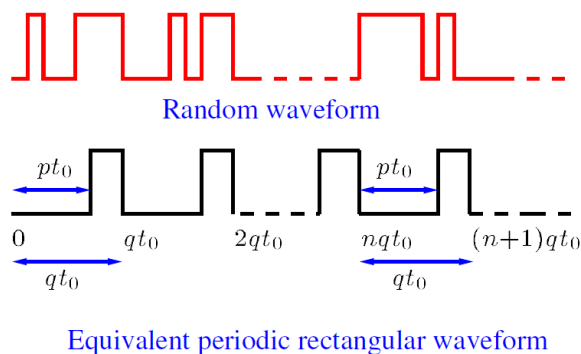 Random waveform
pt₀ pt₀
0 qt₀ 2qt₀ nqt₀ (n+1)qt₀
qt₀ qt₀
Equivalent periodic rectangular waveform